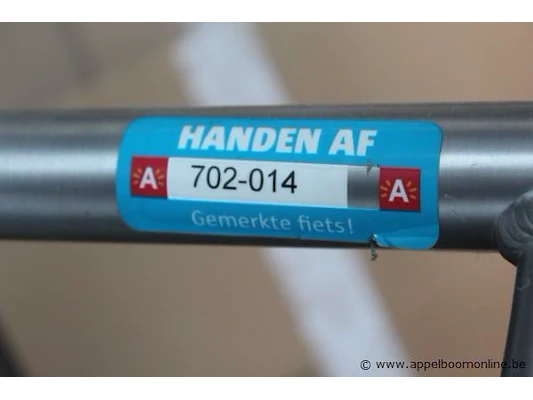 HANDEN AF
A 702-014 A
Gemerkte fiets!
© www.appelboomonline.be